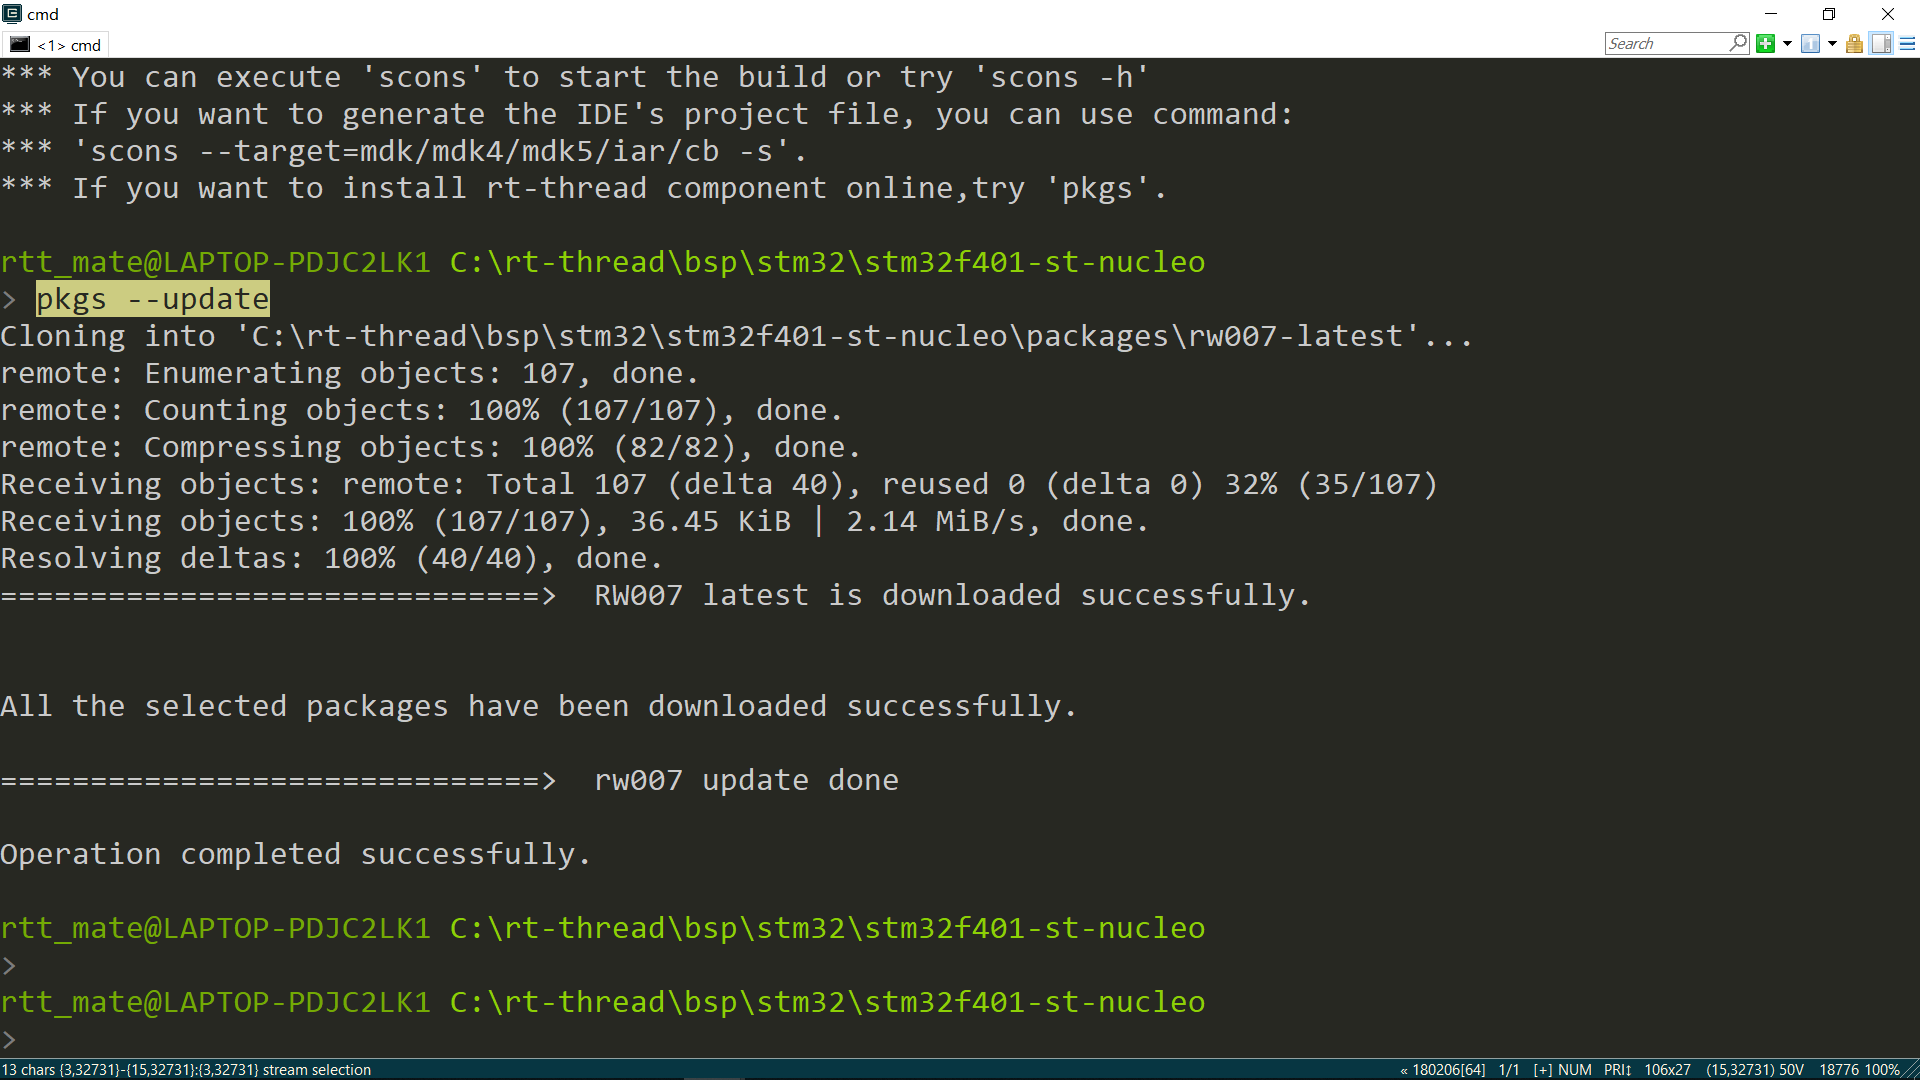 cmd
<1> cmd
Search
*** You can execute 'scons' to start the build or try 'scons -h'
*** If you want to generate the IDE's project file, you can use command:
*** 'scons --target=mdk/mdk4/mdk5/iar/cb -s'.
*** If you want to install rt-thread component online,try 'pkgs'.
rtt_mate@LAPTOP-PDJC2LK1 C:\rt-thread\bsp\stm32\stm32f401-st-nucleo
> pkgs --update
Cloning into 'C:\rt-thread\bsp\stm32\stm32f401-st-nucleo\packages\rw007-latest'...
remote: Enumerating objects: 107, done.
remote: Counting objects: 100% (107/107), done.
remote: Compressing objects: 100% (82/82), done.
Receiving objects: remote: Total 107 (delta 40), reused 0 (delta 0) 32% (35/107)
Receiving objects: 100% (107/107), 36.45 KiB | 2.14 MiB/s, done.
Resolving deltas: 100% (40/40), done.
==============================>  RW007 latest is downloaded successfully.
All the selected packages have been downloaded successfully.
==============================>  rw007 update done
Operation completed successfully.
rtt_mate@LAPTOP-PDJC2LK1 C:\rt-thread\bsp\stm32\stm32f401-st-nucleo
>
rtt_mate@LAPTOP-PDJC2LK1 C:\rt-thread\bsp\stm32\stm32f401-st-nucleo
>
13 chars {3,32731}-{15,32731}:{3,32731} stream selection
« 180206[64] 1/1 [+] NUM PRI↕ 106x27 (15,32731) 50V 18776 100%